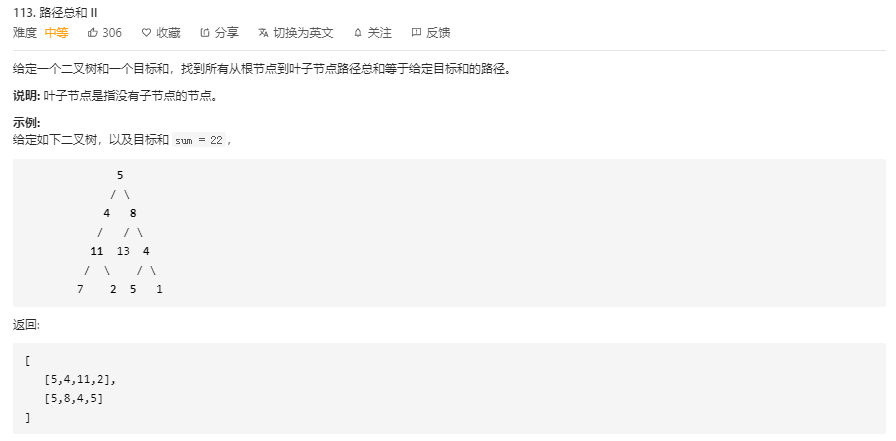 113. 路径总和 II
难度 中等 306 收藏 分享 切换为英文 关注 反馈
给定一个二叉树和一个目标和，找到所有从根节点到叶子节点路径总和等于给定目标和的路径。
说明: 叶子节点是指没有子节点的节点。
示例:
给定如下二叉树，以及目标和 sum = 22，
5
/ \
4 8
/ / \
11 13 4
/ \ / \
7 2 5 1
返回:
[
[5,4,11,2],
[5,8,4,5]
]